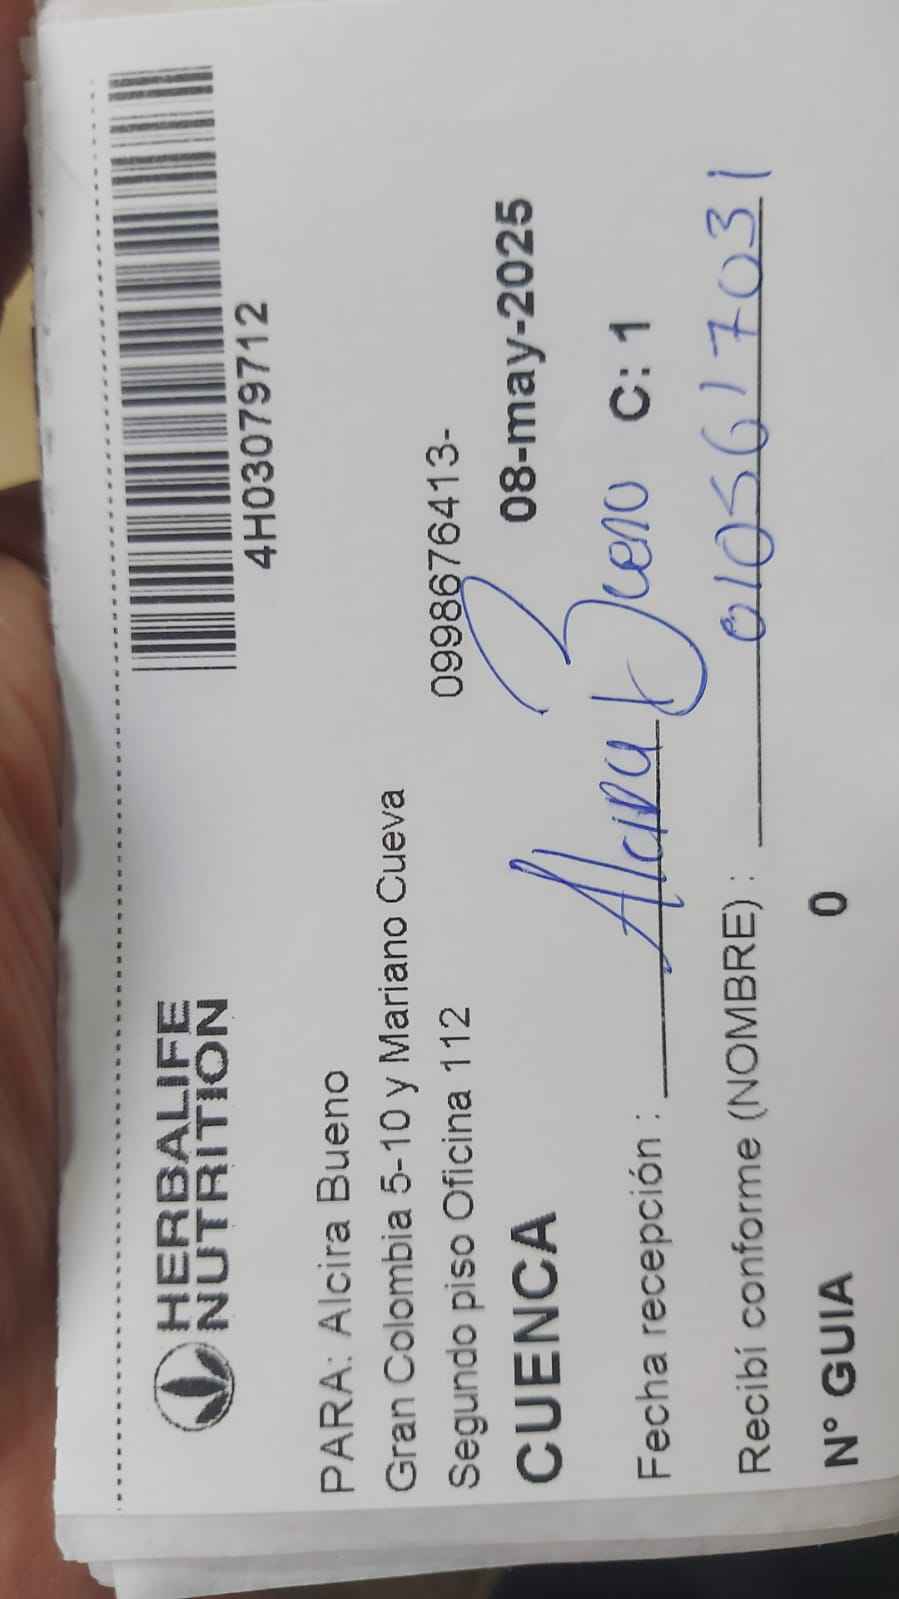 HERBALIFE
NUTRITION
4H03079712
PARA: Alcira Bueno
Gran Colombia 5-10 y Mariano Cueva
Segundo piso Oficina 112 0998676413-
CUENCA 08-may-2025
Fecha recepción : Alcira Bueno C: 1
Recibí conforme (NOMBRE) : 0105617031
N° GUIA 0